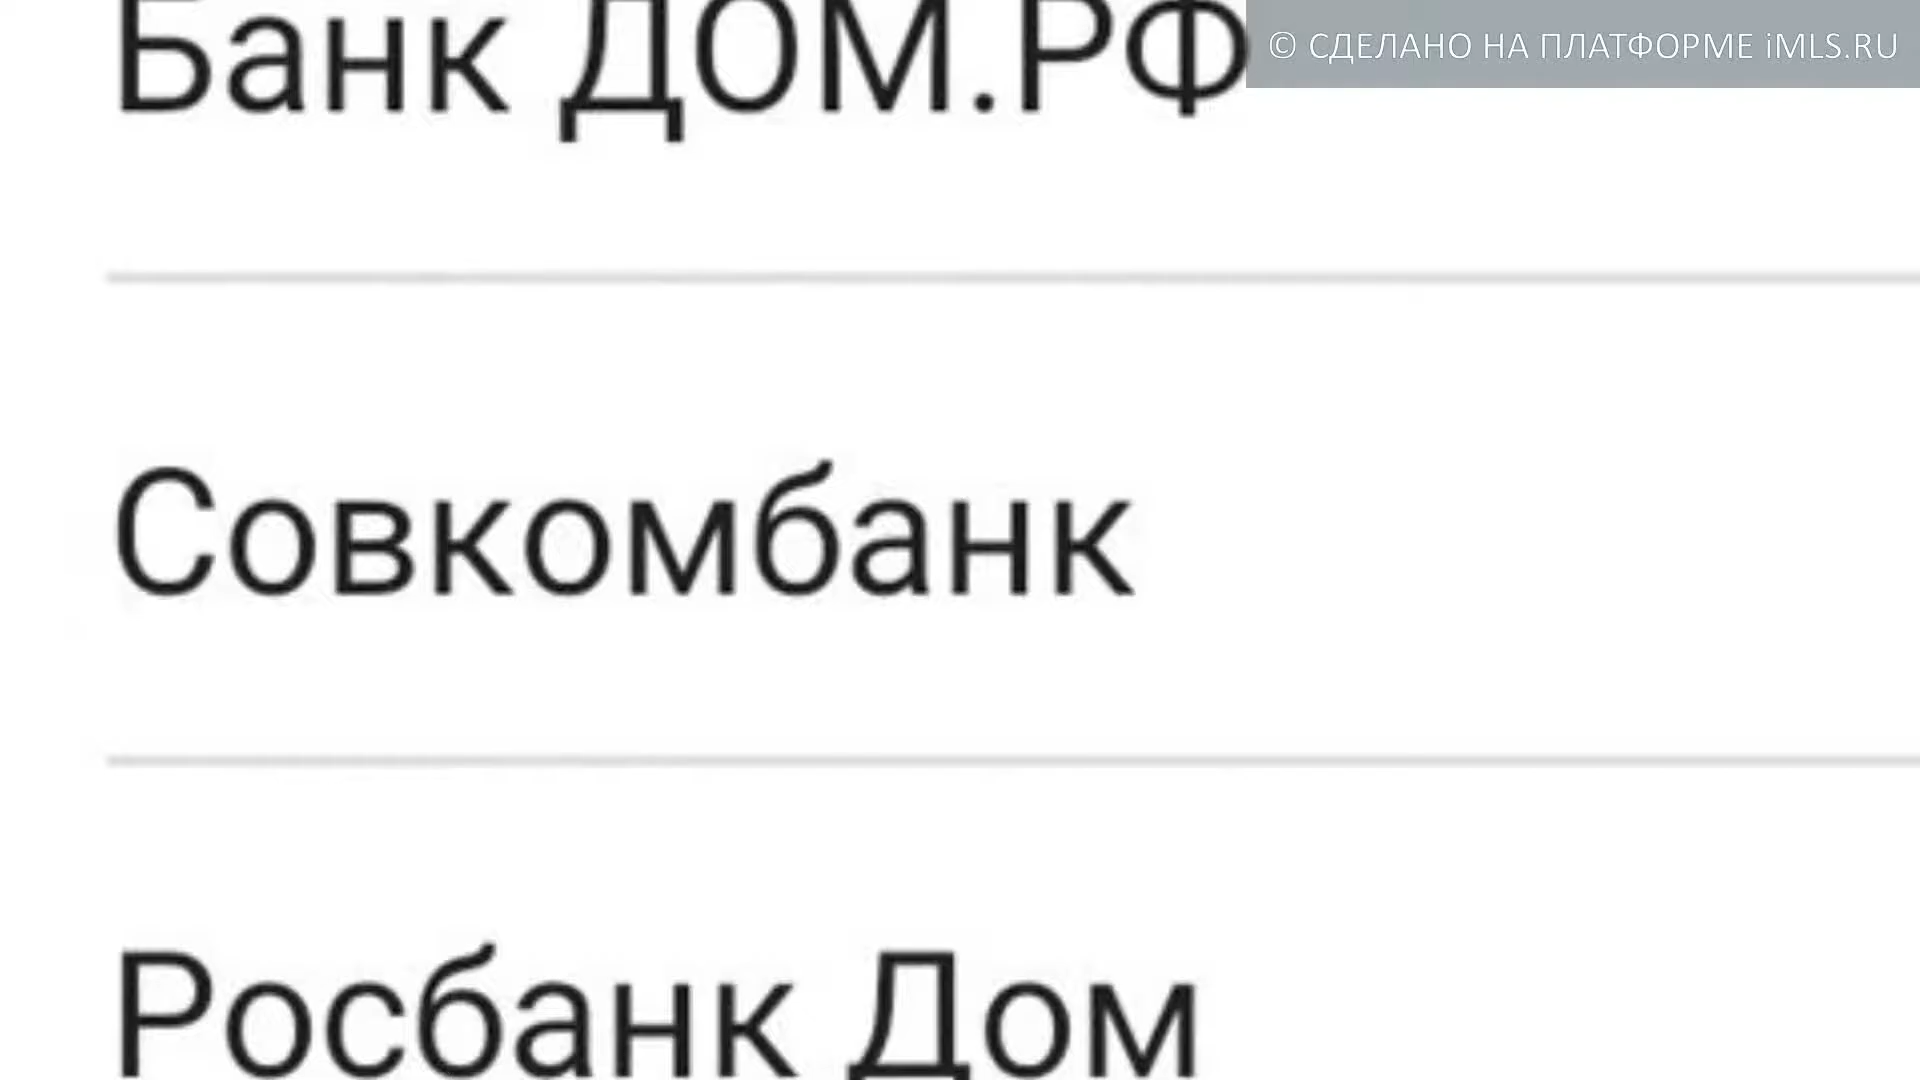 Банк ДОМ.РФ
© СДЕЛАНО НА ПЛАТФОРМЕ iMLS.RU
Совкомбанк
Росбанк Дом